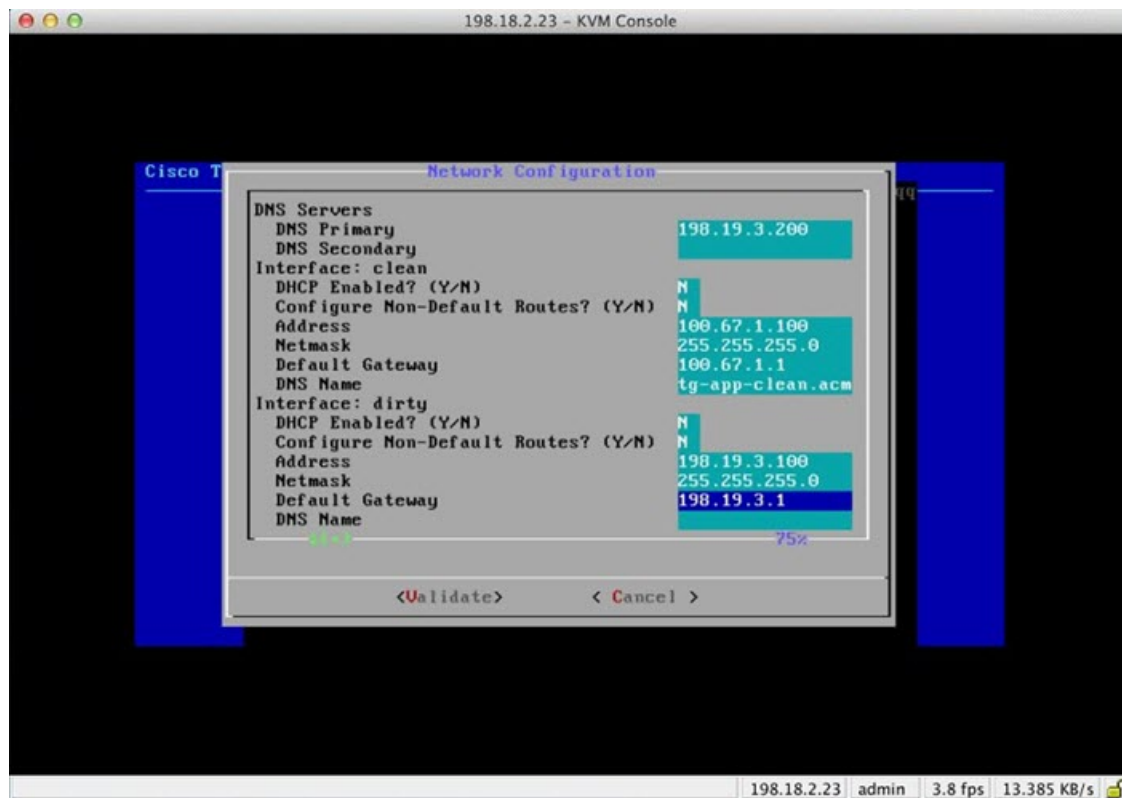 198.18.2.23 – KVM Console
Cisco T
Network Configuration
qq
DNS Servers
DNS Primary 198.19.3.200
DNS Secondary
Interface: clean
DHCP Enabled? (Y/N) N
Configure Non-Default Routes? (Y/N) N
Address 100.67.1.100
Netmask 255.255.255.0
Default Gateway 100.67.1.1
DNS Name tg-app-clean.acm
Interface: dirty
DHCP Enabled? (Y/N) N
Configure Non-Default Routes? (Y/N) N
Address 198.19.3.100
Netmask 255.255.255.0
Default Gateway 198.19.3.1
DNS Name
75%
<Validate> < Cancel >
198.18.2.23 admin 3.8 fps 13.385 KB/s